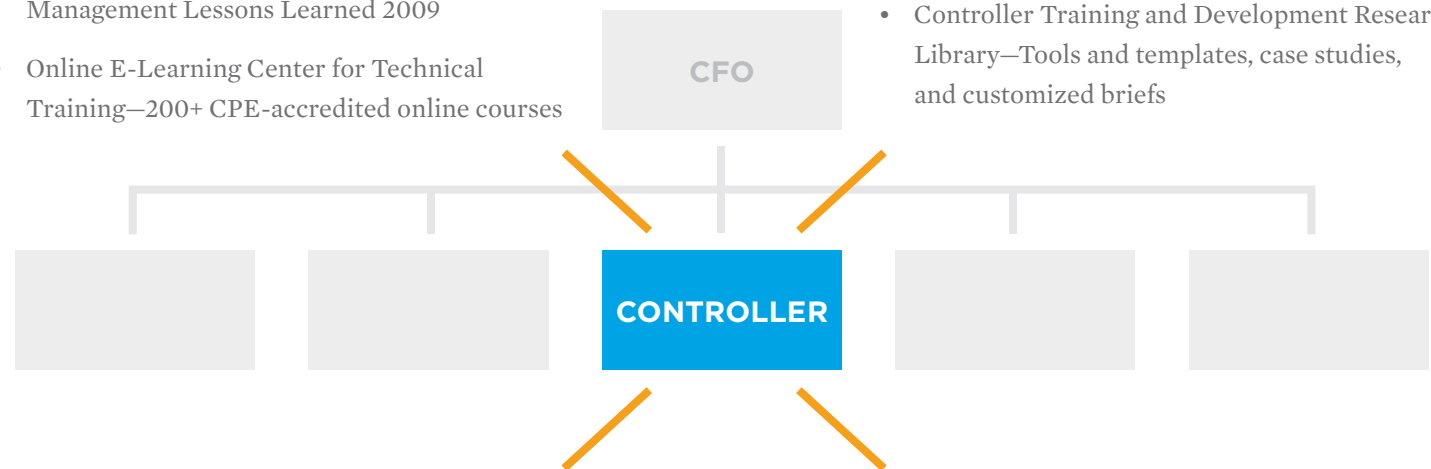 Management Lessons Learned 2009
Online E-Learning Center for Technical
Training—200+ CPE-accredited online courses
• Controller Training and Development Resear
Library—Tools and templates, case studies,
and customized briefs
CFO
CONTROLLER